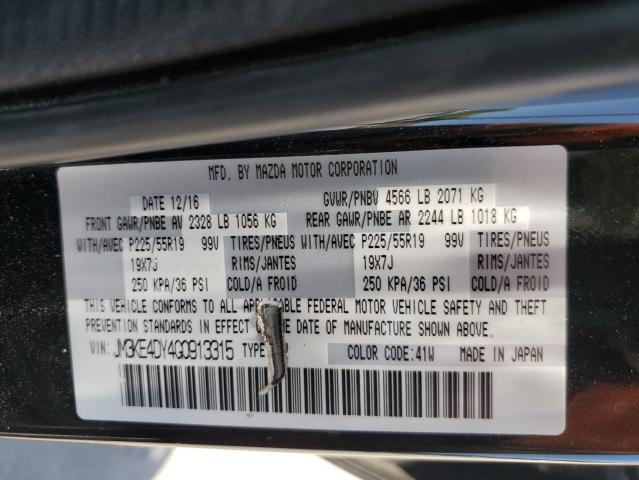 MFD. BY MAZDA MOTOR CORPORATION
DATE 12/16 GVWR/PNBV 4566 LB 2071 KG
FRONT GAWR/PNBE AV 2328 LB 1056 KG REAR GAWR/PNBE AR 2244 LB 1018 KG
WITH/AVEC P225/55R19 99V TIRES/PNEUS WITH/AVEC P225/55R19 99V TIRES/PNEUS
19X7J RIMS/JANTES 19X7J RIMS/JANTES
250 KPA/36 PSI COLD/A FROID 250 KPA/36 PSI COLD/A FROID
THIS VEHICLE CONFORMS TO ALL FEDERAL MOTOR VEHICLE SAFETY AND THEFT
PREVENTION STANDARDS IN EFFECT THE DATE OF MANUFACTURE SHOWN ABOVE.
VIN: JM3KE4DY4G0913315 TYPE COLOR CODE:41W MADE IN JAPAN